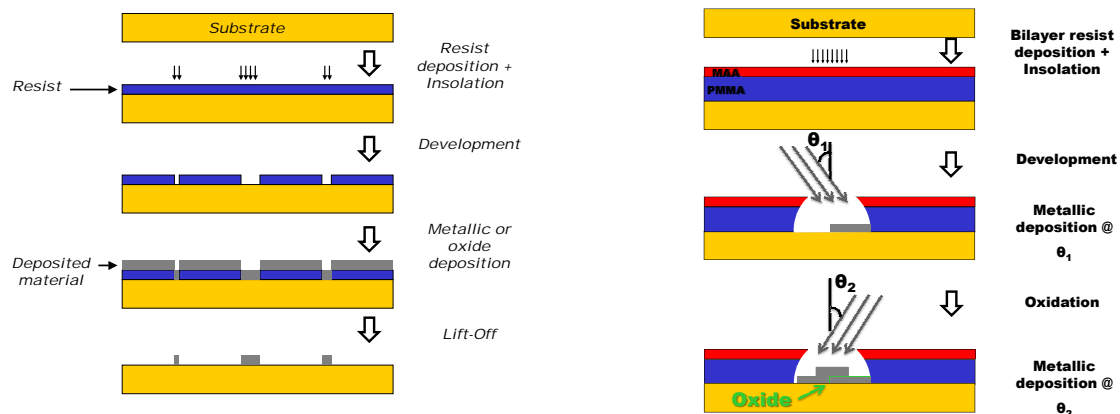 Substrate
Resist
deposition +
Insolation
Resist
Development
Metallic or
oxide
deposition
Deposited
material
Lift-Off
Substrate
Bilayer resist
deposition +
Insolation
MAA
PMMA
θ1
Development
Metallic
deposition @
θ1
θ2
Oxidation
Oxide
Metallic
deposition @
θ2